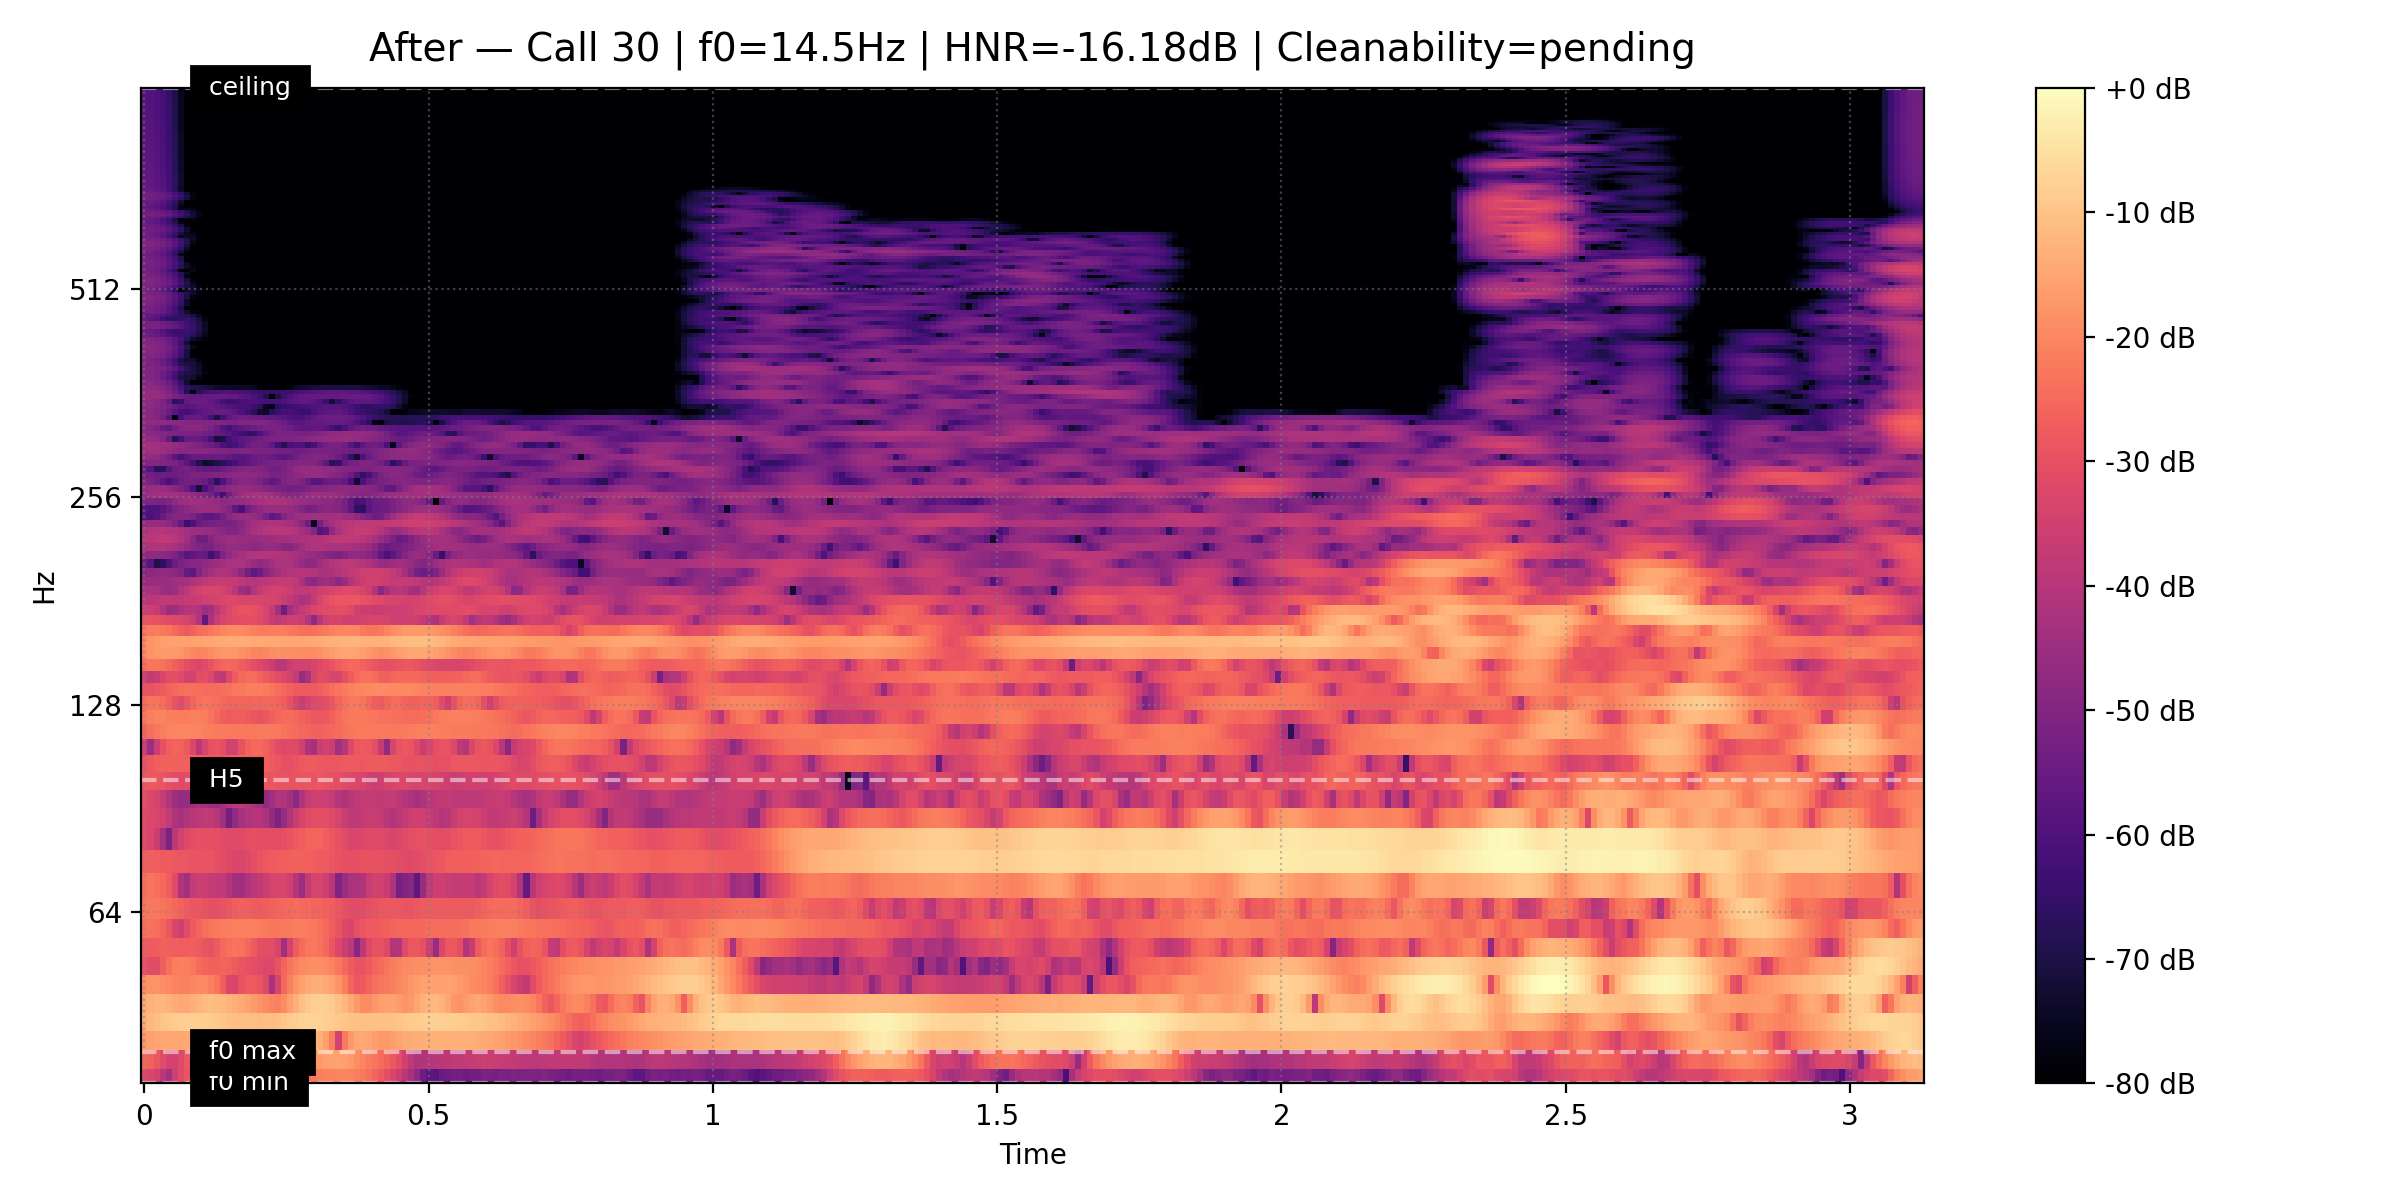 After — Call 30 | f0=14.5Hz | HNR=-16.18dB | Cleanability=pending
ceiling
+0 dB
-10 dB
512
-20 dB
-30 dB
256
-40 dB
Hz
-50 dB
128
H5
-60 dB
64
-70 dB
f0 max
f0 min
-80 dB
0
0.5
1
1.5
2
2.5
3
Time